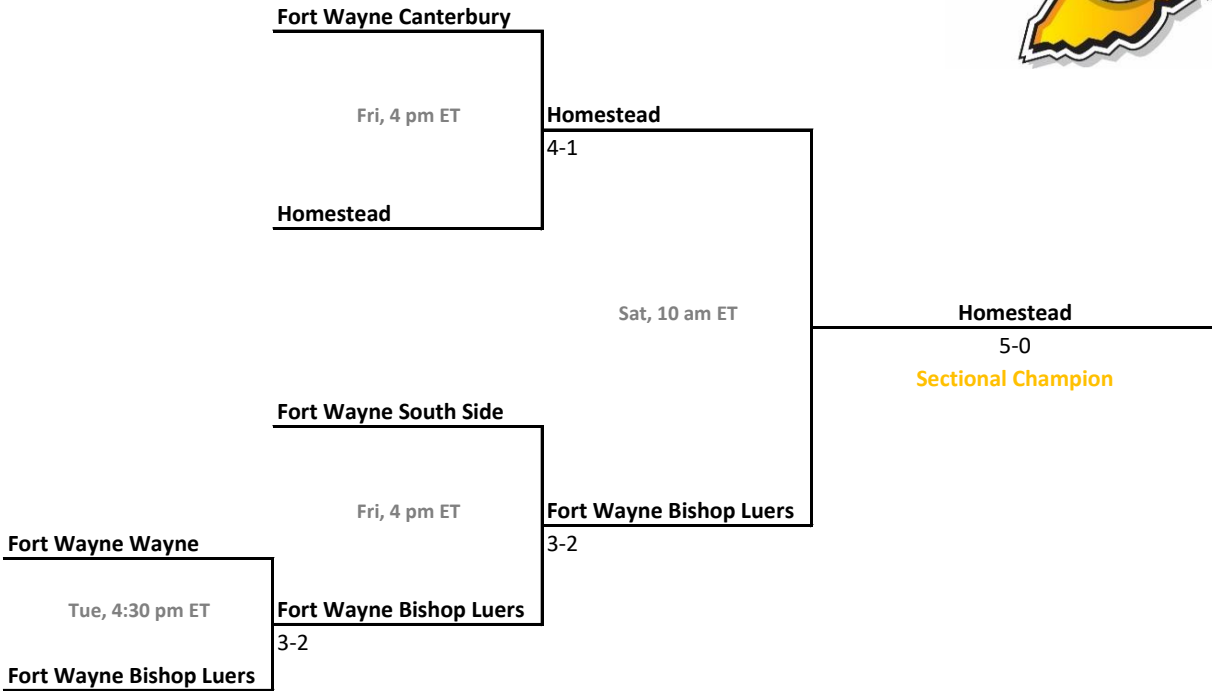 Fort Wayne Canterbury
Fri, 4 pm ET
Homestead
4-1
Homestead
Sat, 10 am ET
Homestead
5-0
Sectional Champion
Fort Wayne South Side
Fri, 4 pm ET
Fort Wayne Bishop Luers
3-2
Fort Wayne Wayne
Tue, 4:30 pm ET
Fort Wayne Bishop Luers
3-2
Fort Wayne Bishop Luers